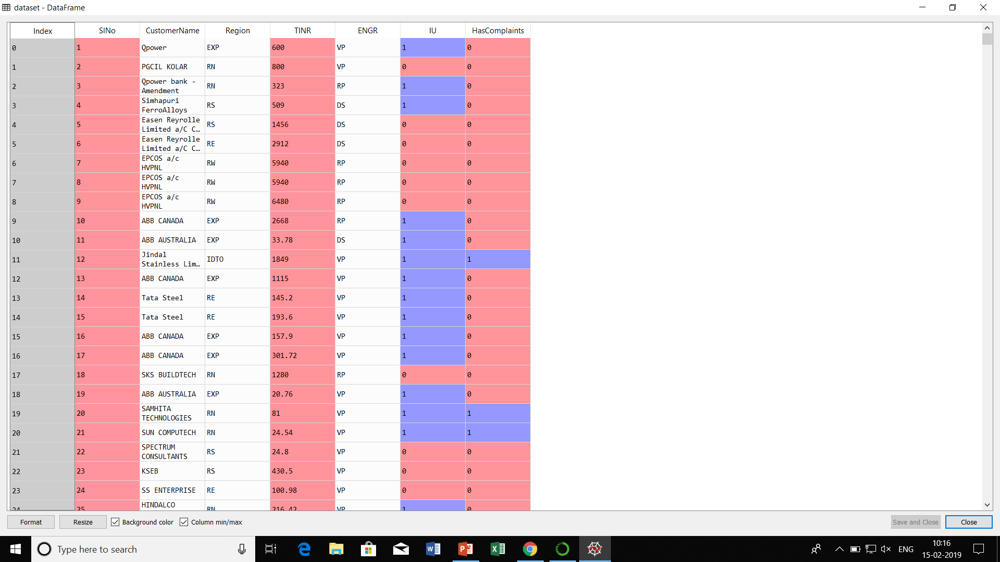 dataset - DataFrame
Index SlNo CustomerName Region TINR ENGR IU HasComplaints
0 1 Qpower EXP 600 VP 1 0
1 2 PGCIL KOLAR RN 800 VP 0 0
2 3 Qpower bank - Amendment RN 323 RP 1 0
3 4 Simhapuri FerroAlloys RS 509 DS 1 0
4 5 Easen Reyrolle Limited a/C C… RS 1456 DS 0 0
5 6 Easen Reyrolle Limited a/C C… RE 2912 DS 0 0
6 7 EPCOS a/c HVPNL RW 5940 RP 0 0
7 8 EPCOS a/c HVPNL RW 5940 RP 0 0
8 9 EPCOS a/c HVPNL RW 6480 RP 0 0
9 10 ABB CANADA EXP 2668 RP 1 0
10 11 ABB AUSTRALIA EXP 33.78 DS 1 0
11 12 Jindal Stainless Lim… IDTO 1849 VP 1 1
12 13 ABB CANADA EXP 1115 VP 1 0
13 14 Tata Steel RE 145.2 VP 1 0
14 15 Tata Steel RE 193.6 VP 1 0
15 16 ABB CANADA EXP 157.9 VP 1 0
16 17 ABB CANADA EXP 301.72 VP 1 0
17 18 SKS BUILDTECH RN 1280 RP 0 0
18 19 ABB AUSTRALIA EXP 20.76 VP 1 0
19 20 SAMHITA TECHNOLOGIES RN 81 VP 1 1
20 21 SUN COMPUTECH RN 24.54 VP 1 1
21 22 SPECTRUM CONSULTANTS RS 24.8 VP 0 0
22 23 KSEB RS 430.5 VP 0 0
23 24 SS ENTERPRISE RE 100.98 VP 0 0
24 25 HINDALCO RN 216.42 VP 1 0
Format Resize Background color Column min/max Save and Close Close
Type here to search ENG 10:16
15-02-2019